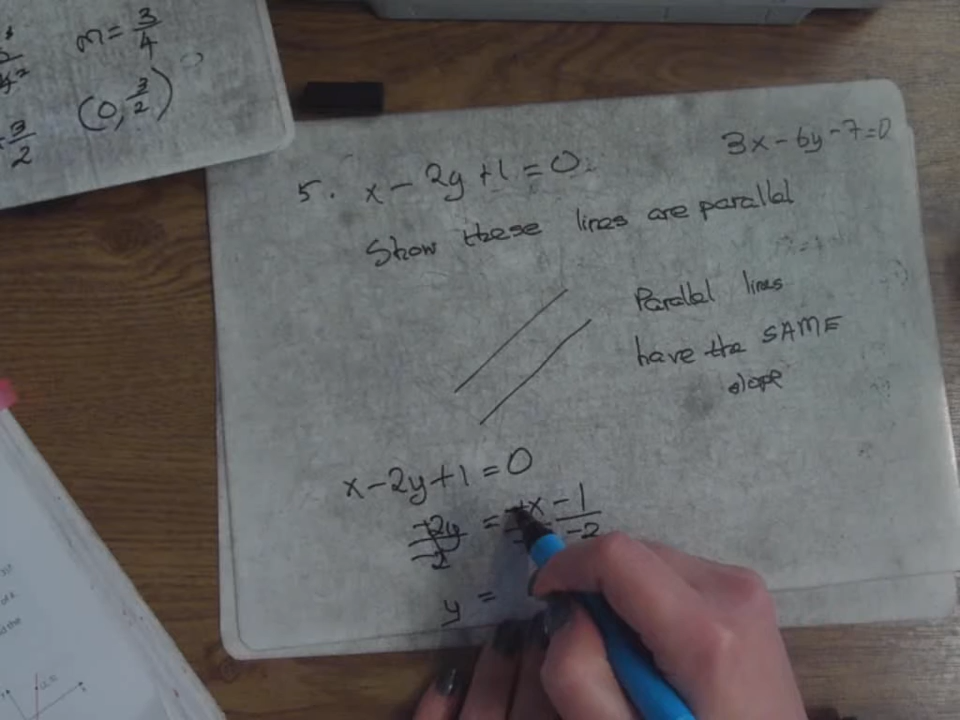 m = 3/4
(0, 3/2)
3/2
3x - 6y - 7 = 0
5. x - 2y + 1 = 0
Show these lines are parallel
Parallel lines
have the SAME
slope
x - 2y + 1 = 0
-2y/-2 = -1x - 1/-2
y =